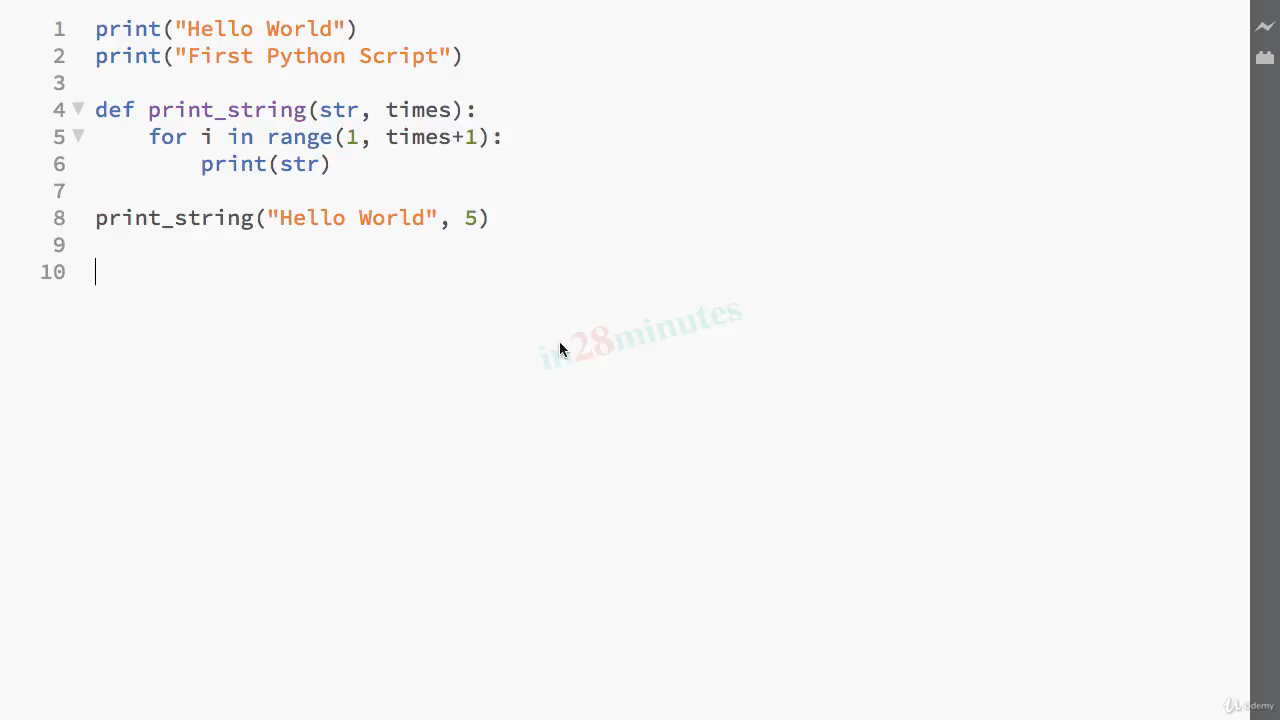 1 print("Hello World")
2 print("First Python Script")
3
4 def print_string(str, times):
5     for i in range(1, times+1):
6         print(str)
7
8 print_string("Hello World", 5)
9
10
in28minutes
Udemy